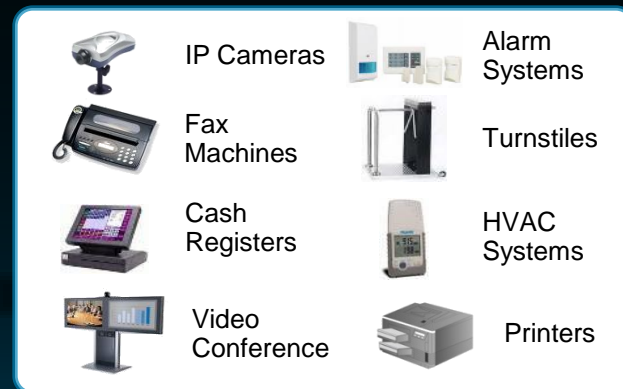 IP Cameras
Alarm
Systems
Fax
Machines
Turnstiles
Cash
Registers
HVAC
Systems
Video
Conference
Printers